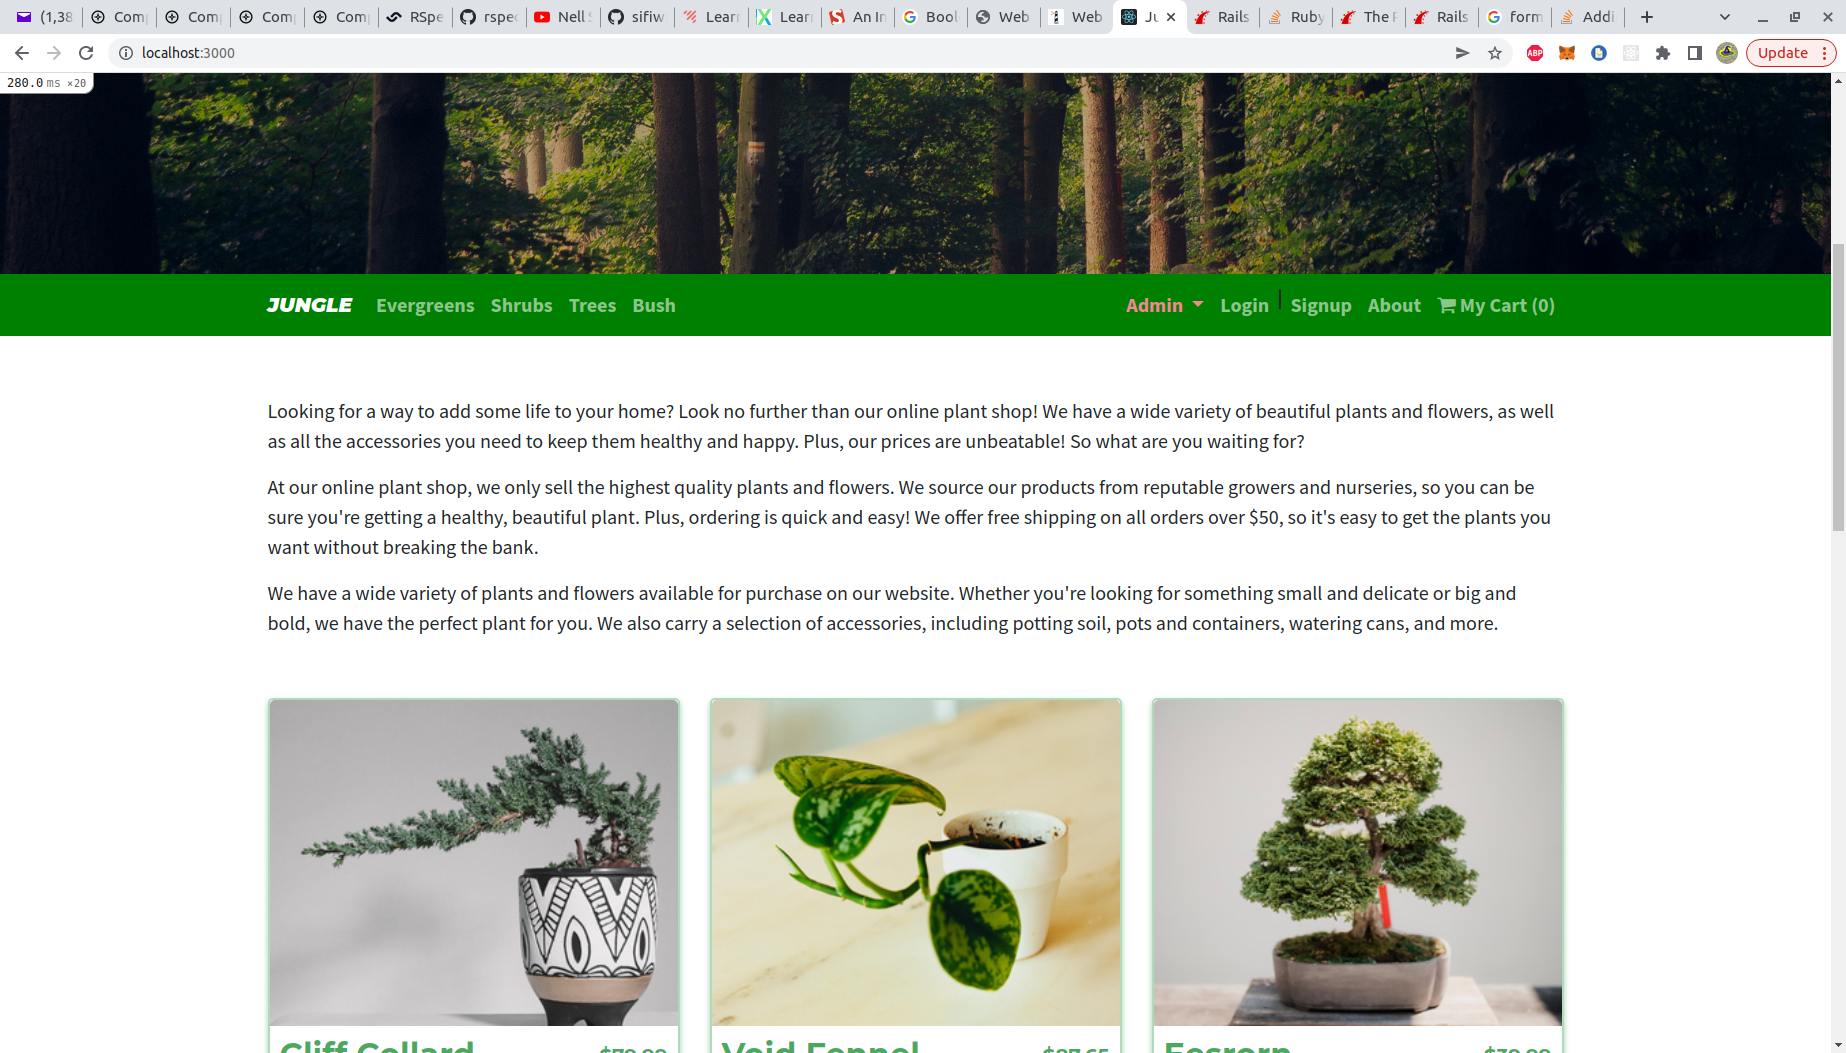 (1,38 Com Com Com Com RSpe rspec Nell sifiw Learn Learn An In Bool Web Web Ju Rails Ruby The Rails form Addi
localhost:3000 Update
280.0 ms ×20
JUNGLE Evergreens Shrubs Trees Bush Admin Login | Signup About My Cart (0)
Looking for a way to add some life to your home? Look no further than our online plant shop! We have a wide variety of beautiful plants and flowers, as well
as all the accessories you need to keep them healthy and happy. Plus, our prices are unbeatable! So what are you waiting for?
At our online plant shop, we only sell the highest quality plants and flowers. We source our products from reputable growers and nurseries, so you can be
sure you're getting a healthy, beautiful plant. Plus, ordering is quick and easy! We offer free shipping on all orders over $50, so it's easy to get the plants you
want without breaking the bank.
We have a wide variety of plants and flowers available for purchase on our website. Whether you're looking for something small and delicate or big and
bold, we have the perfect plant for you. We also carry a selection of accessories, including potting soil, pots and containers, watering cans, and more.
Cliff Collard Void Fennel